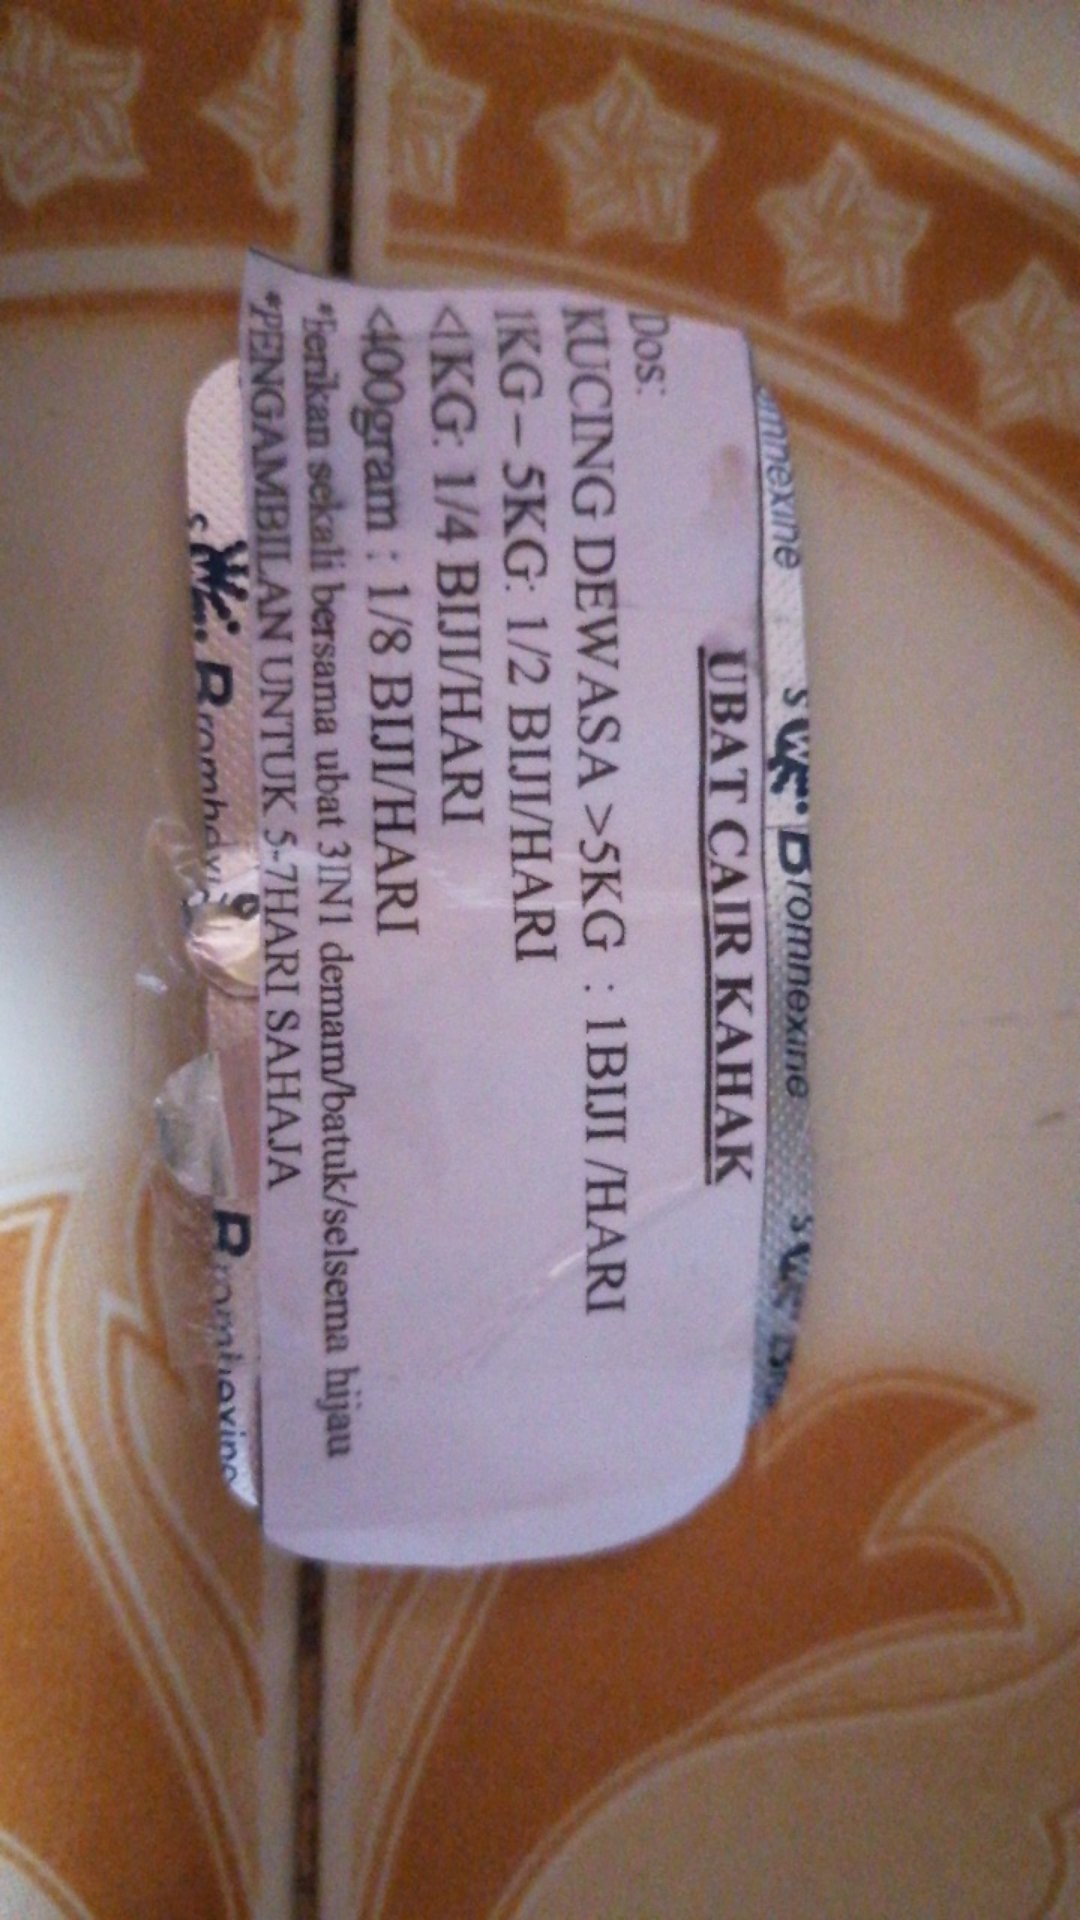 UBAT CAIR KAHAK
Dos:
KUCING DEWASA >5KG : 1BIJI /HARI
1KG– 5KG: 1/2 BIJI/HARI
<1KG: 1/4 BIJI/HARI
<400gram : 1/8 BIJI/HARI
*Berikan sekali bersama ubat 3IN1 demam/batuk/selsema hijau
*PENGAMBILAN UNTUK 5-7HARI SAHAJA
Bromhexine
Bromhexine